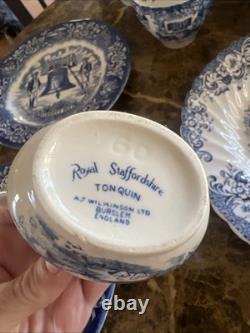 Royal Staffordshire
TONQUIN
A.J WILKINSON LTD
BURSLEM
ENGLAND